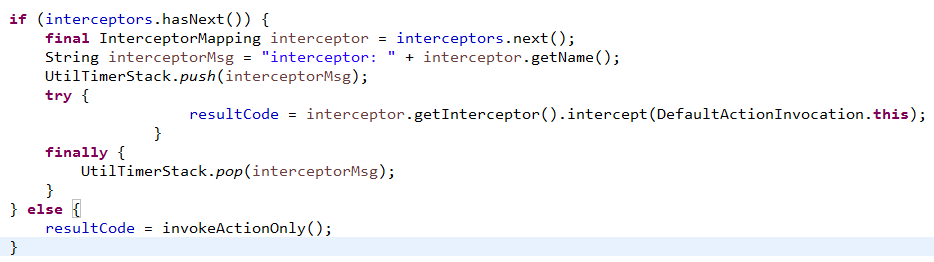 if (interceptors.hasNext()) {
    final InterceptorMapping interceptor = interceptors.next();
    String interceptorMsg = "interceptor: " + interceptor.getName();
    UtilTimerStack.push(interceptorMsg);
    try {
                    resultCode = interceptor.getInterceptor().intercept(DefaultActionInvocation.this);
                }
    finally {
        UtilTimerStack.pop(interceptorMsg);
    }
} else {
    resultCode = invokeActionOnly();
}